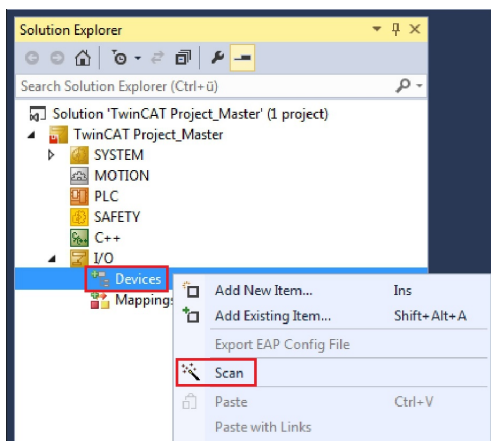 Solution Explorer
Search Solution Explorer (Ctrl+ü)
Solution 'TwinCAT Project_Master' (1 project)
TwinCAT Project_Master
SYSTEM
MOTION
PLC
SAFETY
C++
I/O
Devices
Mappings
Add New Item... Ins
Add Existing Item... Shift+Alt+A
Export EAP Config File
Scan
Paste Ctrl+V
Paste with Links